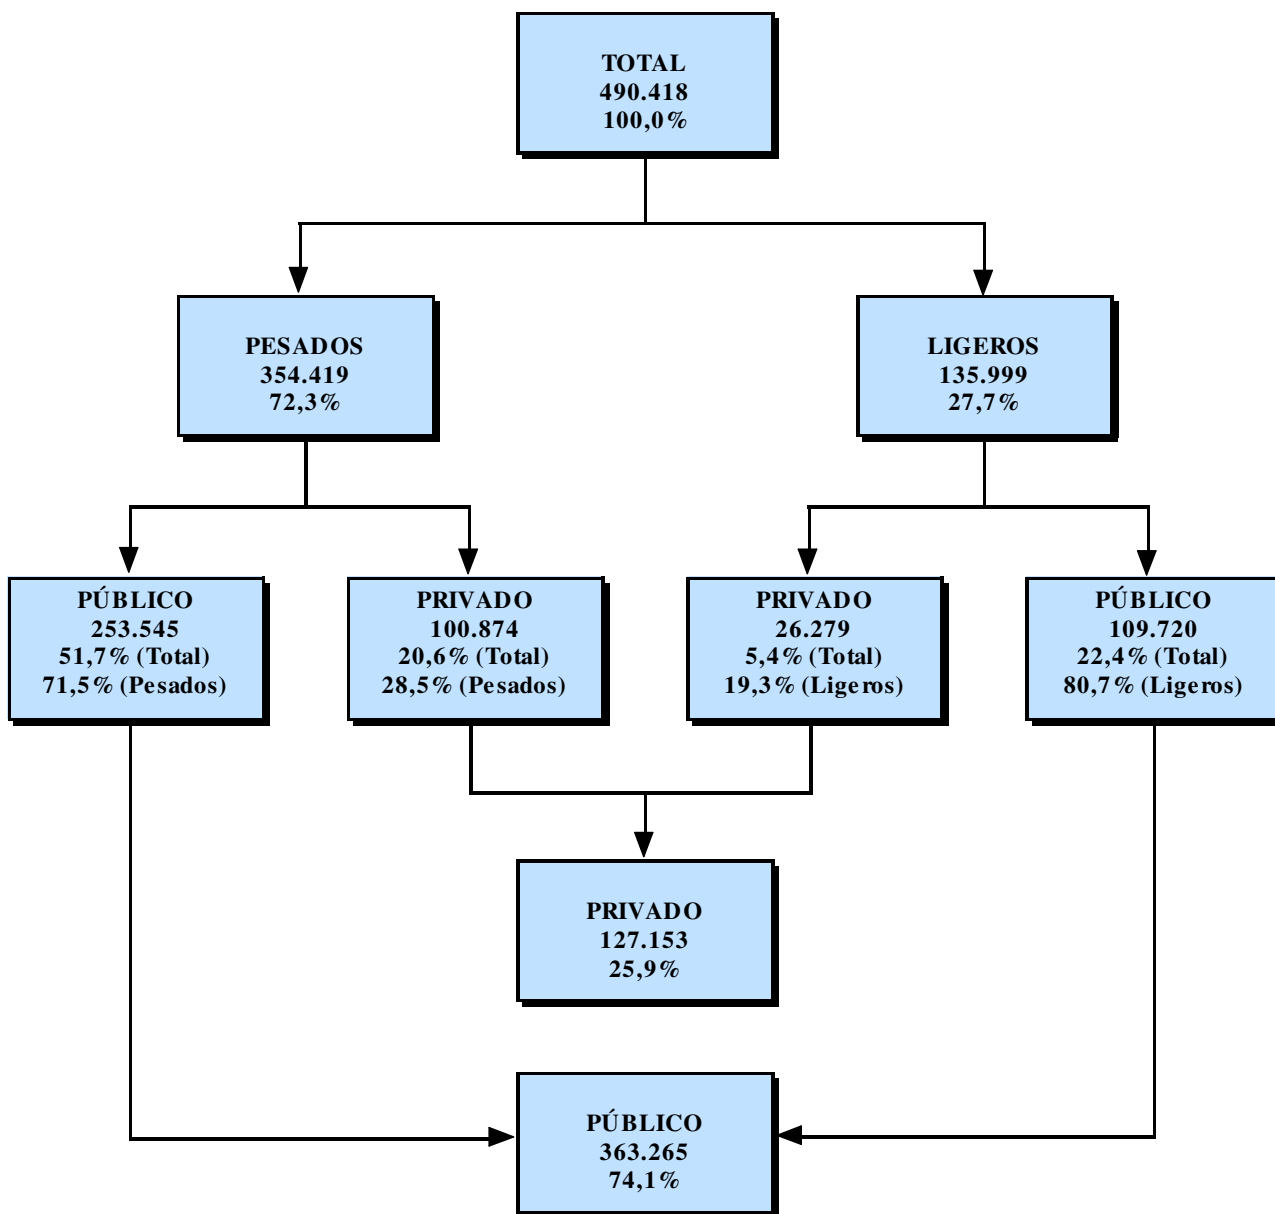 TOTAL
490.418
100,0%
PESADOS
354.419
72,3%
LIGEROS
135.999
27,7%
PÚBLICO
253.545
51,7% (Total)
71,5% (Pesados)
PRIVADO
100.874
20,6% (Total)
28,5% (Pesados)
PRIVADO
26.279
5,4% (Total)
19,3% (Ligeros)
PÚBLICO
109.720
22,4% (Total)
80,7% (Ligeros)
PRIVADO
127.153
25,9%
PÚBLICO
363.265
74,1%